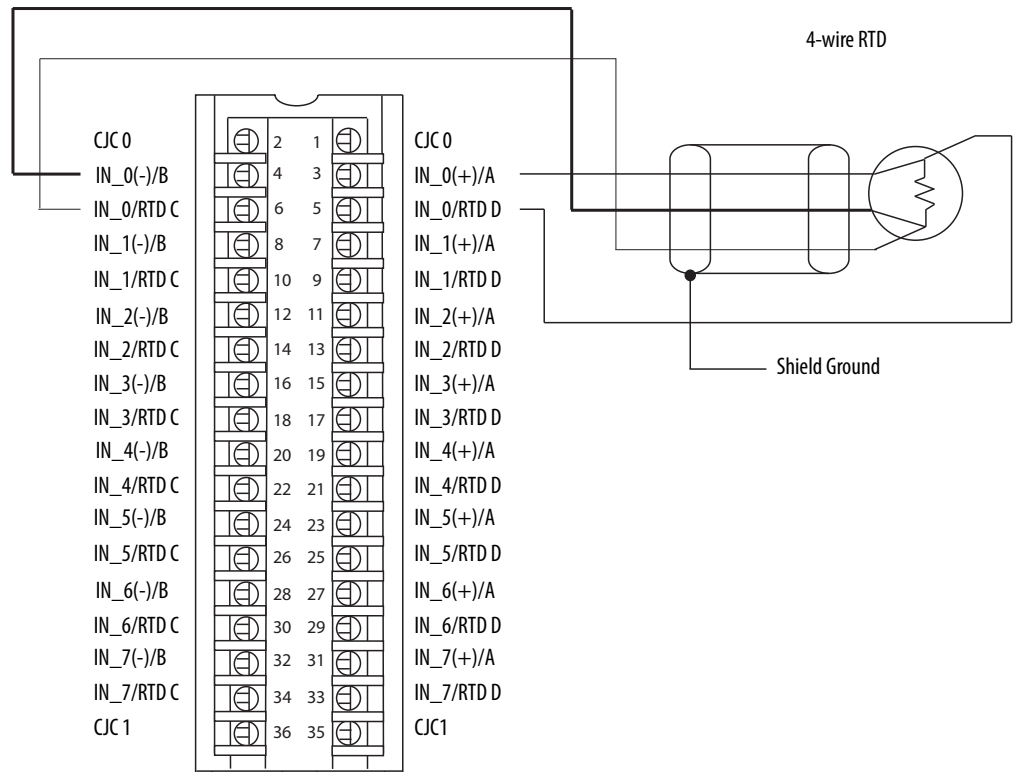 4-wire RTD
CJC 0 2 1 CJC 0
IN_0(-)/B 4 3 IN_0(+)/A
IN_0/RTD C 6 5 IN_0/RTD D
IN_1(-)/B 8 7 IN_1(+)/A
IN_1/RTD C 10 9 IN_1/RTD D
IN_2(-)/B 12 11 IN_2(+)/A
IN_2/RTD C 14 13 IN_2/RTD D
Shield Ground
IN_3(-)/B 16 15 IN_3(+)/A
IN_3/RTD C 18 17 IN_3/RTD D
IN_4(-)/B 20 19 IN_4(+)/A
IN_4/RTD C 22 21 IN_4/RTD D
IN_5(-)/B 24 23 IN_5(+)/A
IN_5/RTD C 26 25 IN_5/RTD D
IN_6(-)/B 28 27 IN_6(+)/A
IN_6/RTD C 30 29 IN_6/RTD D
IN_7(-)/B 32 31 IN_7(+)/A
IN_7/RTD C 34 33 IN_7/RTD D
CJC 1 36 35 CJC1